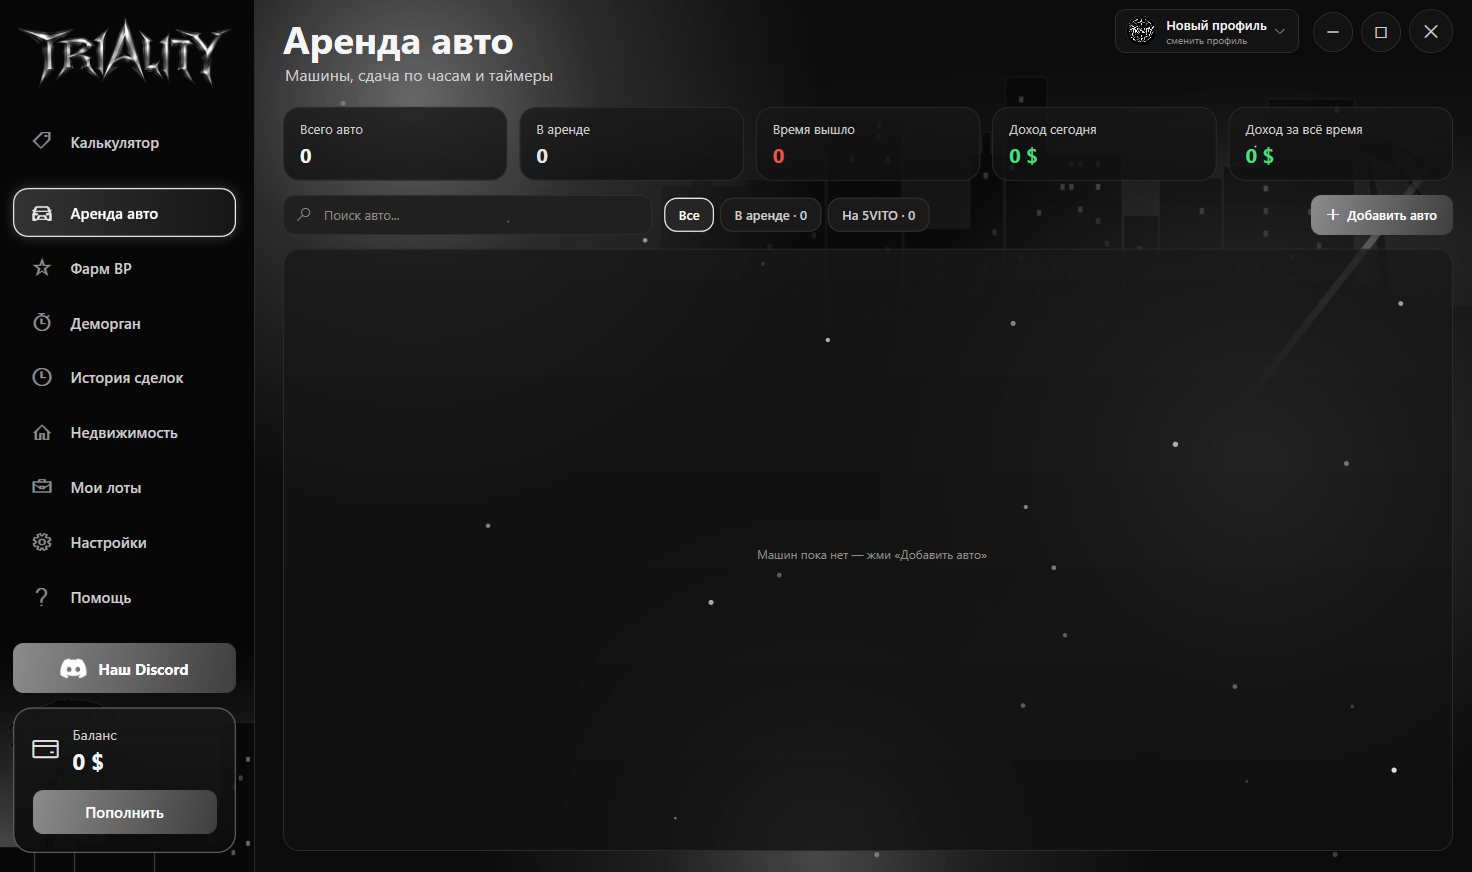 TRIALITY
Калькулятор
Аренда авто
Фарм BP
Деморган
История сделок
Недвижимость
Мои лоты
Настройки
Помощь
Наш Discord
Баланс
0 $
Пополнить
Аренда авто
Машины, сдача по часам и таймеры
Новый профиль
сменить профиль
Всего авто
0
В аренде
0
Время вышло
0
Доход сегодня
0 $
Доход за всё время
0 $
Поиск авто...
Все
В аренде · 0
На 5VITO · 0
+ Добавить авто
Машин пока нет — жми «Добавить авто»